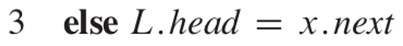 3 else L.head = x.next